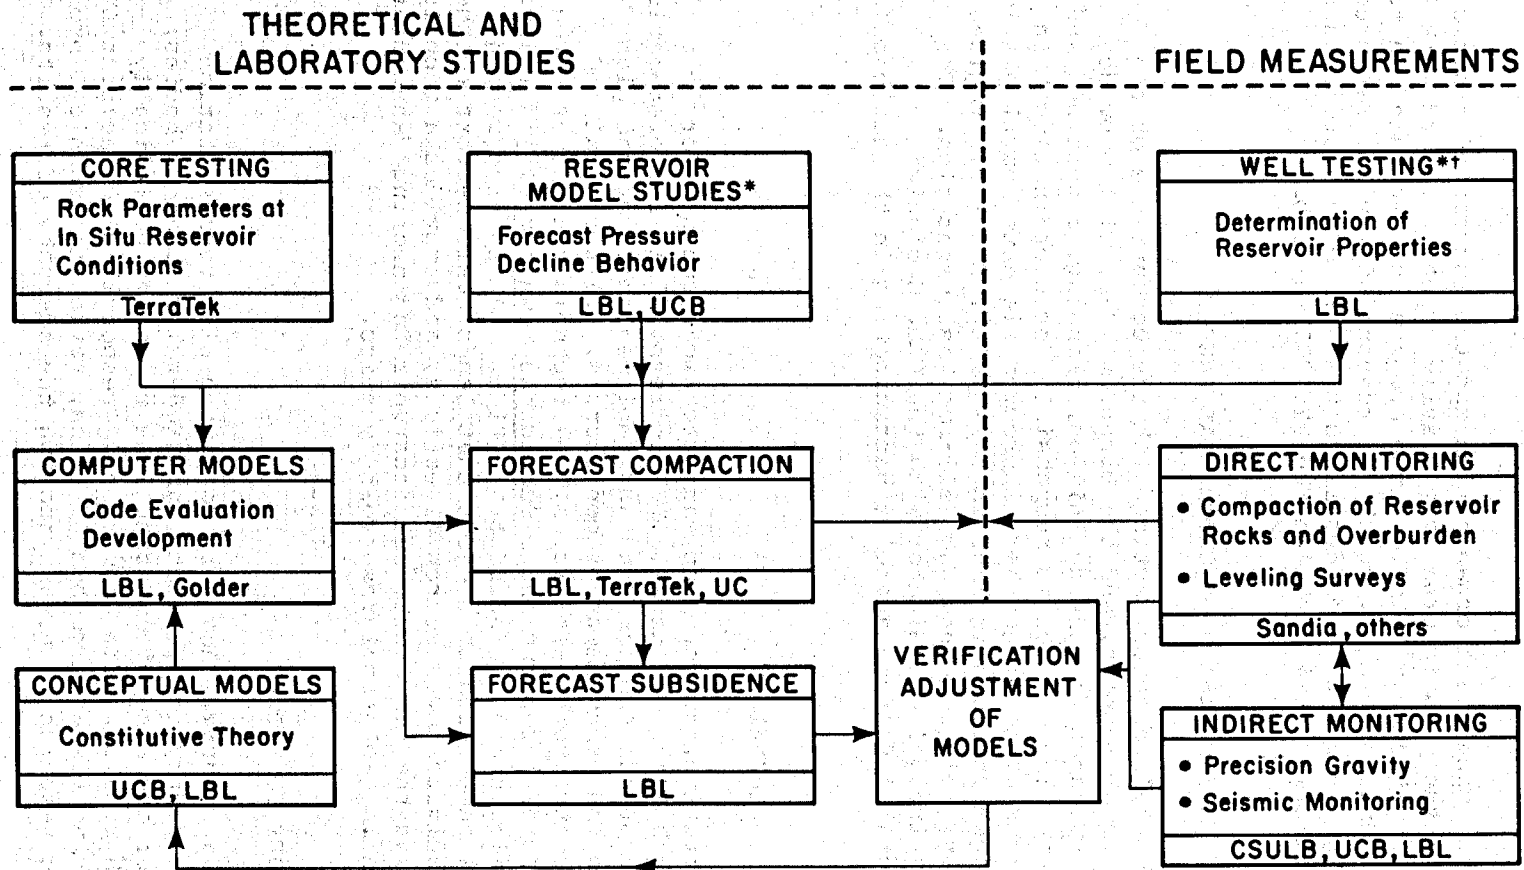 THEORETICAL AND
LABORATORY STUDIES
FIELD MEASUREMENTS
CORE TESTING
Rock Parameters at
In Situ Reservoir
Conditions
TerraTek
RESERVOIR
MODEL STUDIES*
Forecast Pressure
Decline Behavior
LBL, UCB
WELL TESTING*†
Determination of
Reservoir Properties
LBL
COMPUTER MODELS
Code Evaluation
Development
LBL, Golder
FORECAST COMPACTION
LBL, TerraTek, UC
DIRECT MONITORING
• Compaction of Reservoir
Rocks and Overburden
• Leveling Surveys
Sandia, others
CONCEPTUAL MODELS
Constitutive Theory
UCB, LBL
FORECAST SUBSIDENCE
LBL
VERIFICATION
ADJUSTMENT
OF
MODELS
INDIRECT MONITORING
• Precision Gravity
• Seismic Monitoring
CSULB, UCB, LBL